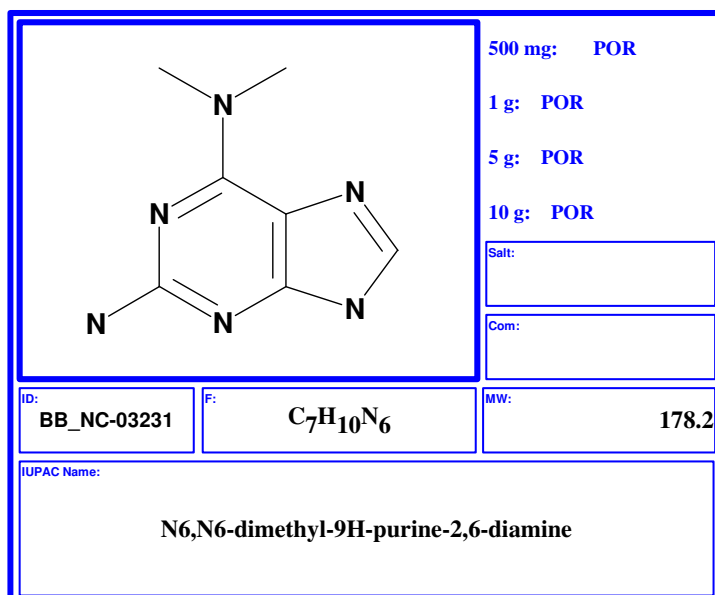 500 mg: POR
1 g: POR
5 g: POR
10 g: POR
N
N
N
N
N
N
Salt:
Com:
ID:
BB_NC-03231
F:
C7H10N6
MW:
178.2
IUPAC Name:
N6,N6-dimethyl-9H-purine-2,6-diamine